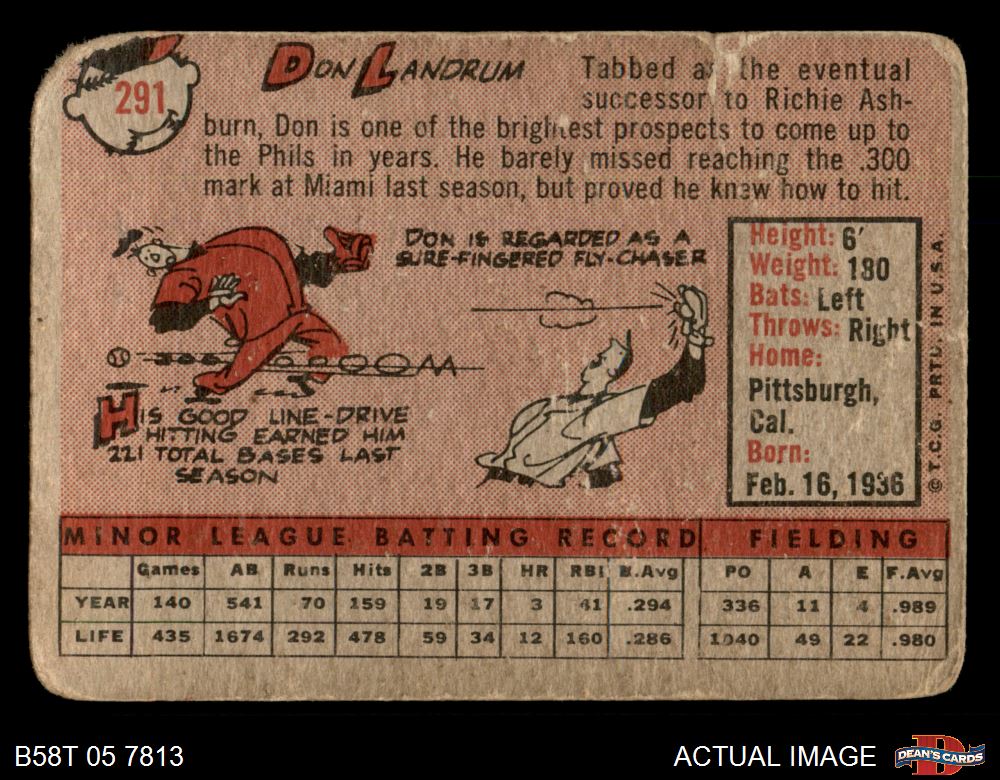 291
DON LANDRUM
Tabbed as the eventual
successor to Richie Ash-
burn, Don is one of the brightest prospects to come up to
the Phils in years. He barely missed reaching the .300
mark at Miami last season, but proved he knew how to hit.
DON IS REGARDED AS A
SURE-FINGERED FLY-CHASER
HIS GOOD LINE-DRIVE
HITTING EARNED HIM
221 TOTAL BASES LAST
SEASON
Height: 6'
Weight: 180
Bats: Left
Throws: Right
Home:
Pittsburgh,
Cal.
Born:
Feb. 16, 1936
© T.C.G. PRTD. IN U.S.A.
MINOR LEAGUE BATTING RECORD FIELDING
Games AB Runs Hits 2B 3B HR RBI B.Avg PO A E F.Avg
YEAR 140 541 70 159 19 17 3 41 .294 336 11 4 .989
LIFE 435 1674 292 478 59 34 12 160 .286 1040 49 22 .980
B58T 05 7813
ACTUAL IMAGE
DEAN'S CARDS